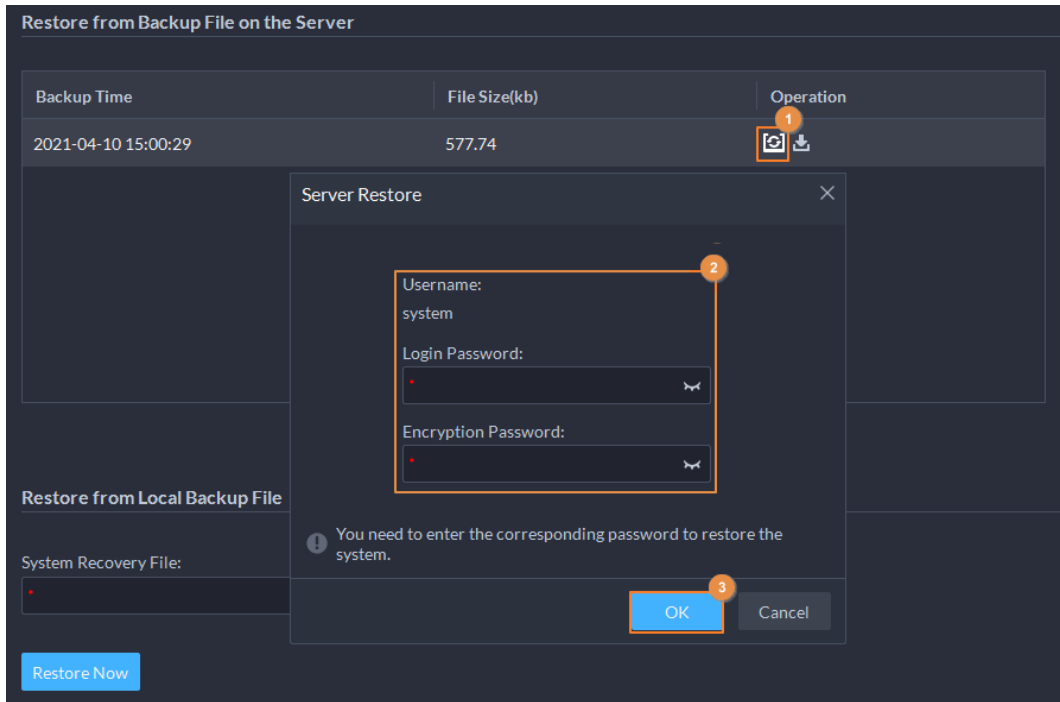 Restore from Backup File on the Server
Backup Time File Size(kb) Operation
1
2021-04-10 15:00:29 577.74
Server Restore
2
Username:
system
Login Password:
*
Encryption Password:
*
Restore from Local Backup File
You need to enter the corresponding password to restore the
system.
System Recovery File:
*
3
OK Cancel
Restore Now